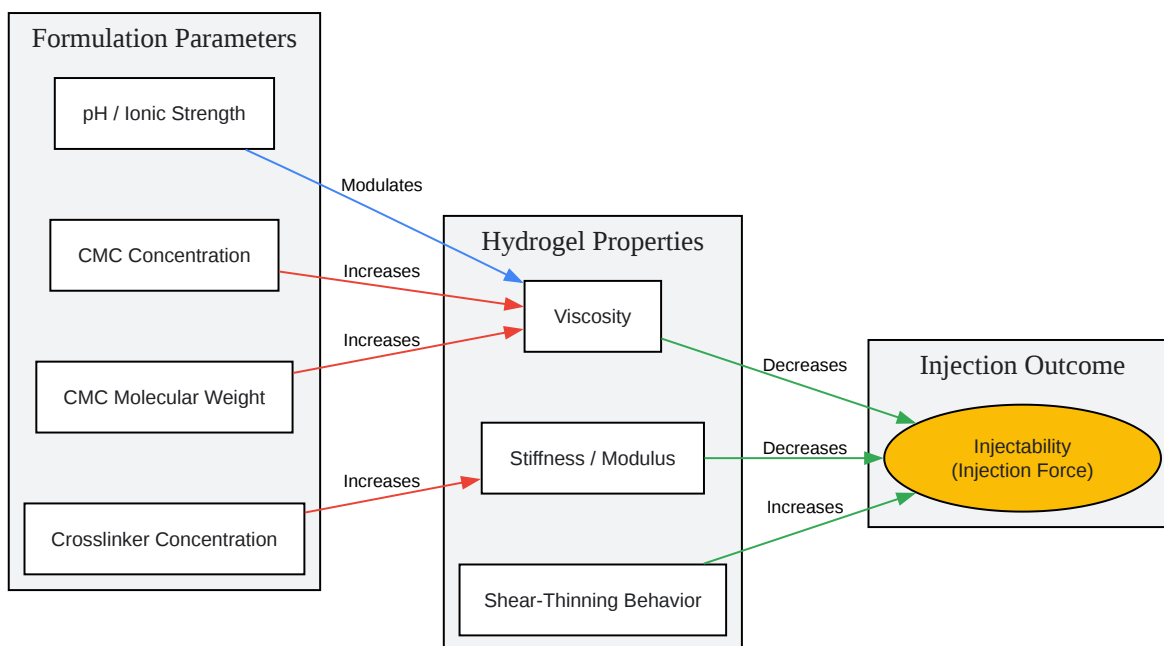 Formulation Parameters
pH / Ionic Strength
CMC Concentration
CMC Molecular Weight
Crosslinker Concentration
Modulates
Increases
Increases
Increases
Hydrogel Properties
Viscosity
Stiffness / Modulus
Shear-Thinning Behavior
Decreases
Decreases
Increases
Injection Outcome
Injectability
(Injection Force)